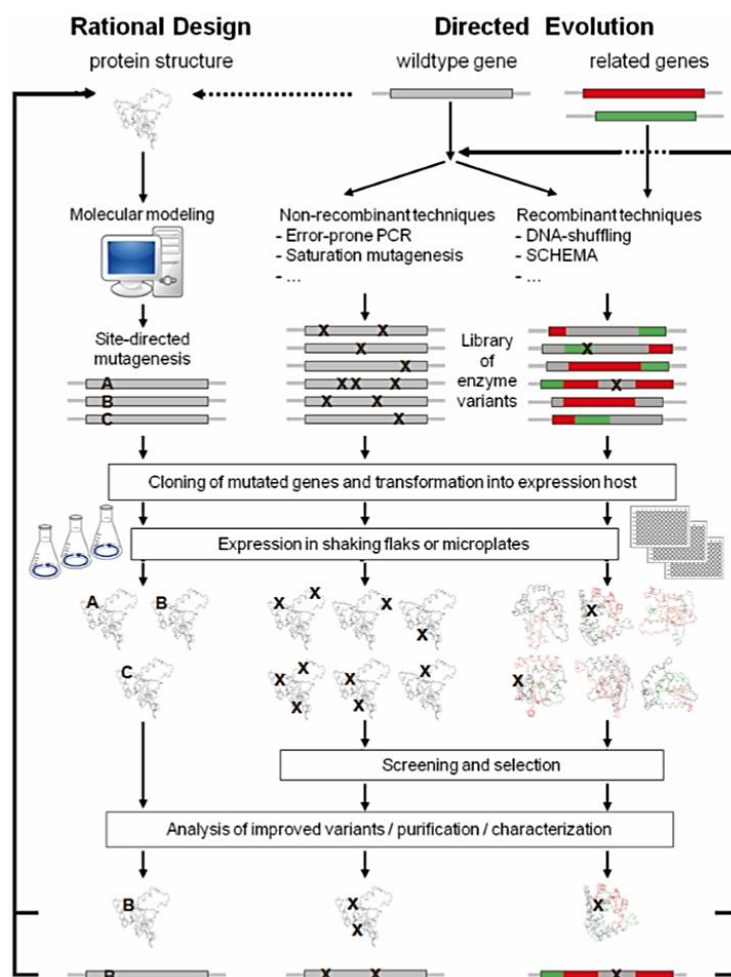 Rational Design
Directed Evolution
protein structure
wildtype gene
related genes
Molecular modeling
Non-recombinant techniques
- Error-prone PCR
- Saturation mutagenesis
- ...
Recombinant techniques
- DNA-shuffling
- SCHEMA
- ...
Site-directed
mutagenesis
A
B
C
X X
X
X
X X X
X X
X
Library
of
enzyme
variants
X
X
Cloning of mutated genes and transformation into expression host
Expression in shaking flaks or microplates
A B
X X X X
X
C
X X X X
X X
X
Screening and selection
Analysis of improved variants / purification / characterization
B
X
X
X
B
X X
X